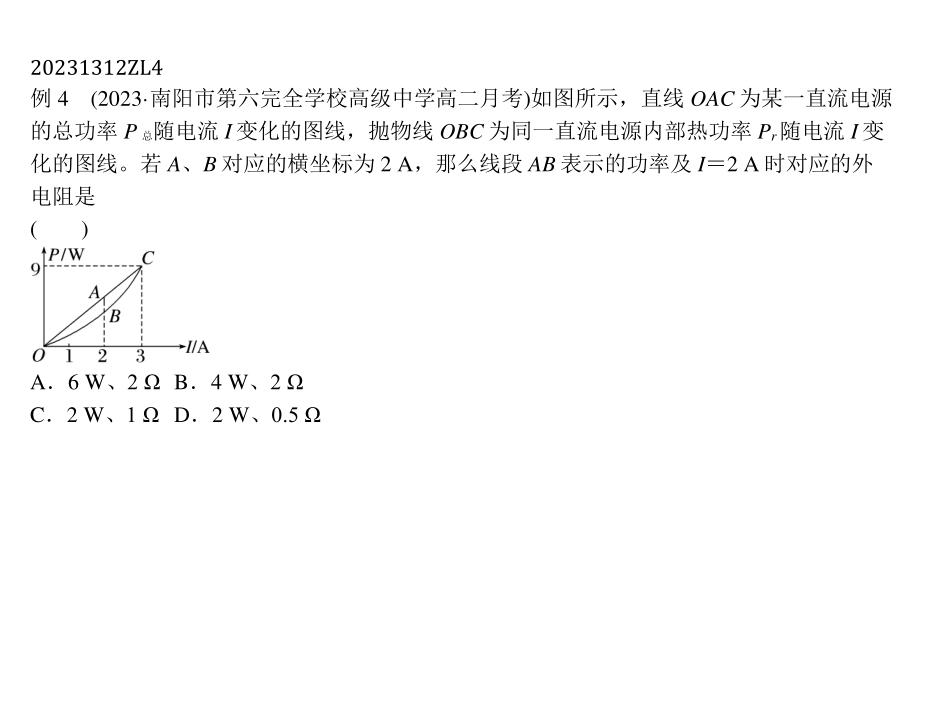 20231312ZL4
例 4　(2023·南阳市第六完全学校高级中学高二月考)如图所示，直线 OAC 为某一直流电源
的总功率 P 总随电流 I 变化的图线，抛物线 OBC 为同一直流电源内部热功率 Pr 随电流 I 变
化的图线。若 A、B 对应的横坐标为 2 A，那么线段 AB 表示的功率及 I＝2 A 时对应的外
电阻是
(　　)
P/W
9
C
A
B
O 1 2 3 I/A
A．6 W、2 Ω B．4 W、2 Ω
C．2 W、1 Ω D．2 W、0.5 Ω